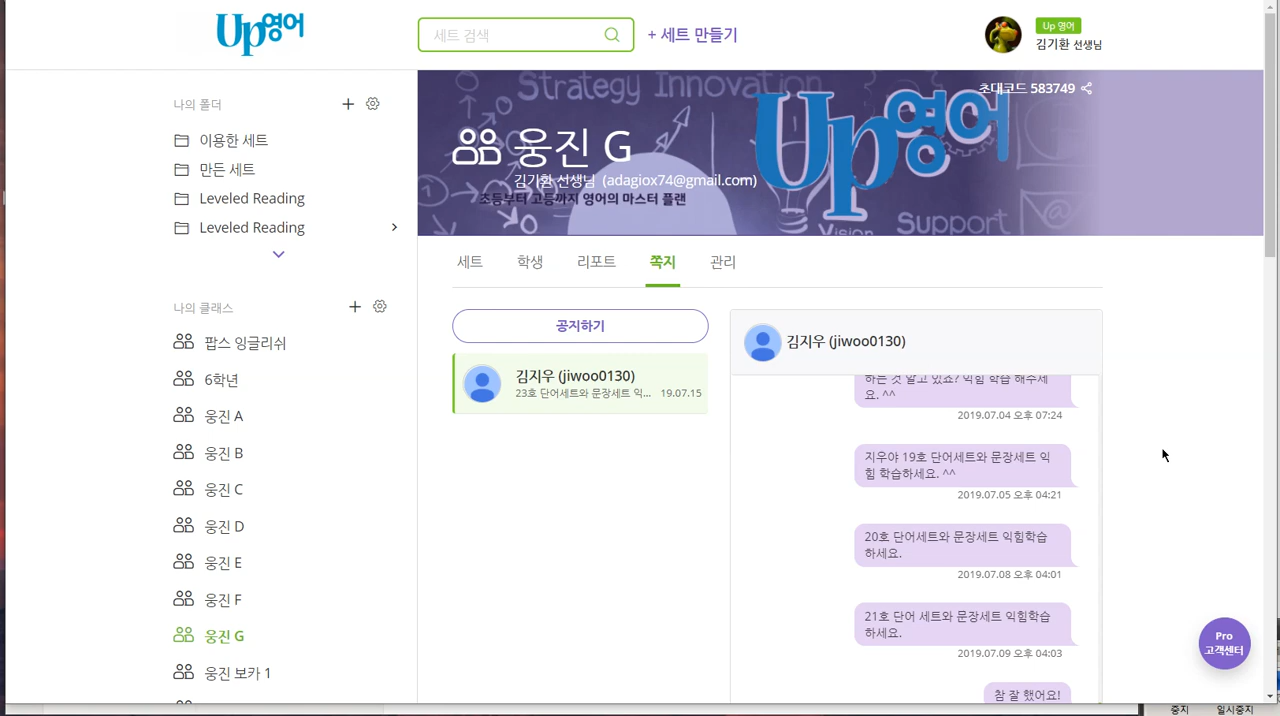 Up영어
세트 검색
+ 세트 만들기
Up 영어
김기환 선생님
나의 폴더
이용한 세트
만든 세트
Leveled Reading
Leveled Reading
나의 클래스
팝스 잉글리쉬
6학년
웅진 A
웅진 B
웅진 C
웅진 D
웅진 E
웅진 F
웅진 G
웅진 보카 1
Strategy Innovation
초대코드 583749
Up영어
웅진 G
김기환 선생님 (adagiox74@gmail.com)
초등부터 고등까지 영어의 마스터 플랜
Vision
Support
세트 학생 리포트 쪽지 관리
공지하기
김지우 (jiwoo0130)
23호 단어세트와 문장세트 익... 19.07.15
김지우 (jiwoo0130)
하는 것 알고 있죠? 익힘 학습 해주세
요. ^^
2019.07.04 오후 07:24
지우야 19호 단어세트와 문장세트 익
힘 학습하세요. ^^
2019.07.05 오후 04:21
20호 단어세트와 문장세트 익힘학습
하세요.
2019.07.08 오후 04:01
21호 단어 세트와 문장세트 익힘학습
하세요.
2019.07.09 오후 04:03
참 잘 했어요!
Pro
고객센터
중지 일시중지